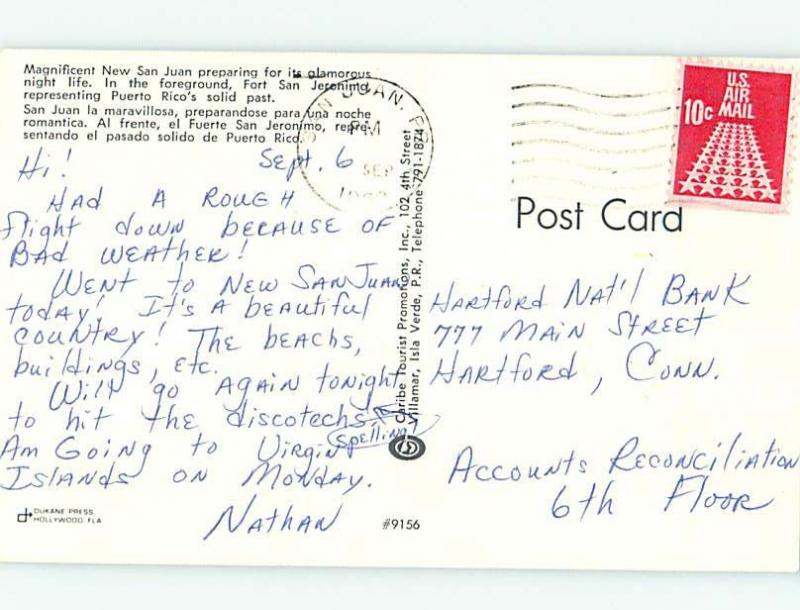 Magnificent New San Juan preparing for its glamorous
night life. In the foreground, Fort San Jeronimo
representing Puerto Rico's solid past.
San Juan la maravillosa, preparandose para una noche
romantica. Al frente, el Fuerte San Jeronimo, repre-
sentando el pasado solido de Puerto Rico.
Hi! Sept. 6
HAD A ROUGH
flight down because of
BAD WEATHER!
WENT to NEW SAN JUAN
today! It's A beautiful
country! The beachs,
buildings, etc.
Will go AGAIN tonight
to hit the discotechs.
(spelling)
Am Going to Virgin
Islands on Monday.
Nathan
DUKANE PRESS
HOLLYWOOD, FLA
#9156
Caribe Tourist Promotions, Inc., 102 4th. Street
Villamar, Isla Verde, P.R., Telephone 791-1874
SAN JUAN, P.R.
PM
SEP
U.S.
AIR
MAIL
10c
Post Card
Hartford Nat'l Bank
777 Main Street
Hartford, Conn.
Accounts Reconciliation
6th Floor